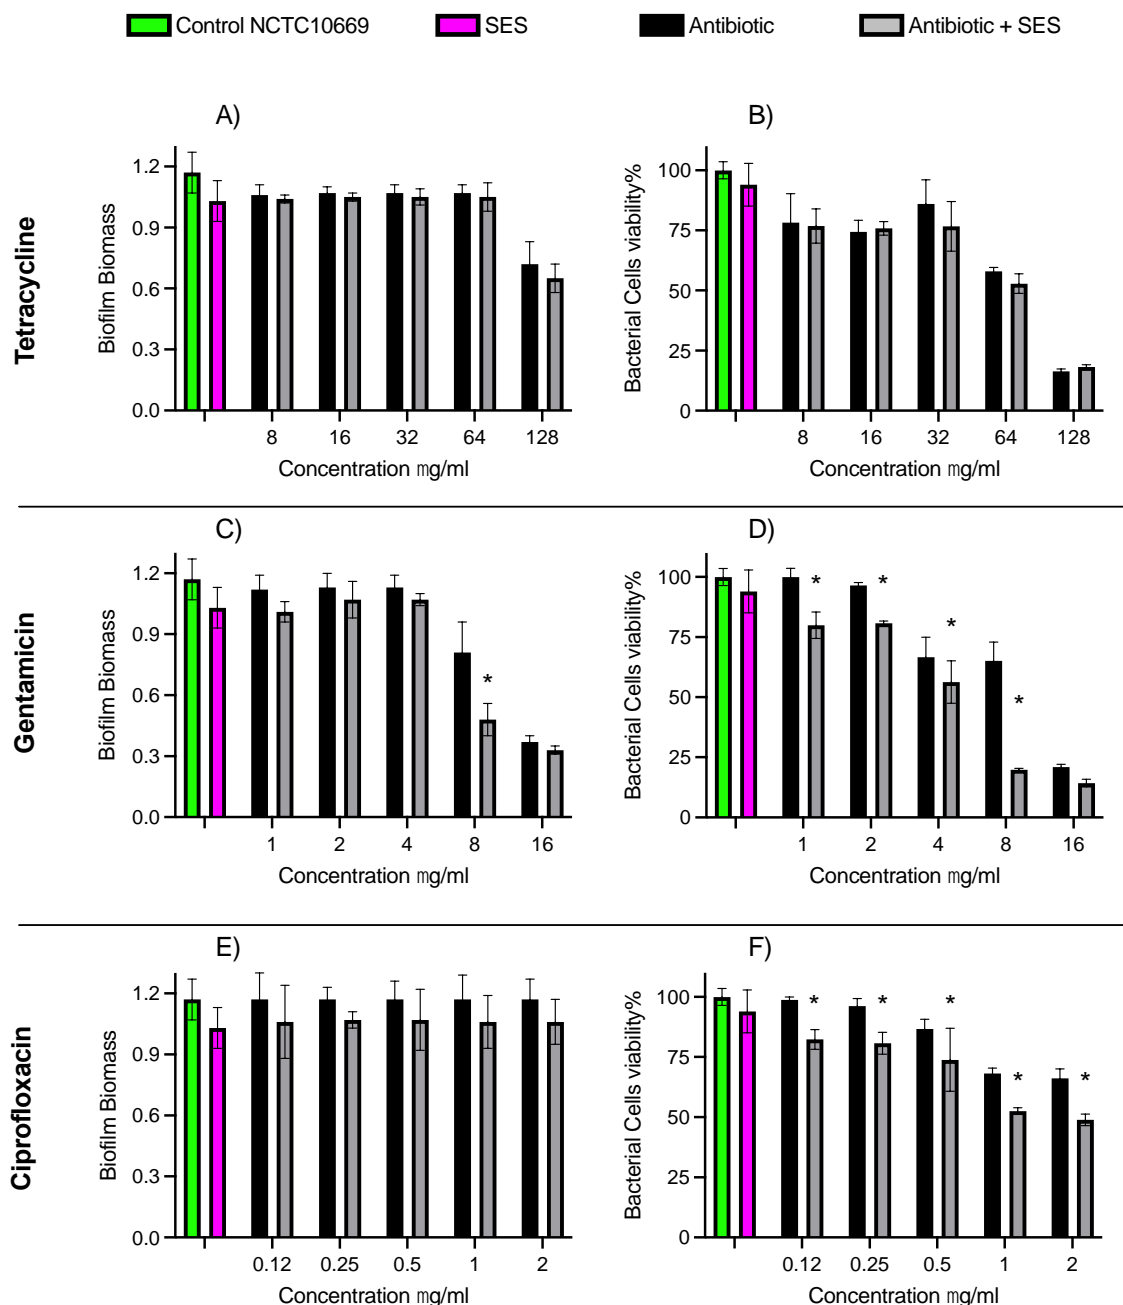 Control NCTC10669 SES Antibiotic Antibiotic + SES
A) B)
Tetracycline
Biofilm Biomass
1.2
0.9
0.6
0.3
0.0
8 16 32 64 128
Concentration mg/ml
Bacterial Cells viability%
100
75
50
25
0
8 16 32 64 128
Concentration mg/ml
C) D)
Gentamicin
Biofilm Biomass
1.2
0.9
0.6
0.3
0.0
*
1 2 4 8 16
Concentration mg/ml
Bacterial Cells viability%
100
75
50
25
0
* * * *
1 2 4 8 16
Concentration mg/ml
E) F)
Ciprofloxacin
Biofilm Biomass
1.2
0.9
0.6
0.3
0.0
0.12 0.25 0.5 1 2
Concentration mg/ml
Bacterial Cells viability%
100
75
50
25
0
* * * * *
0.12 0.25 0.5 1 2
Concentration mg/ml